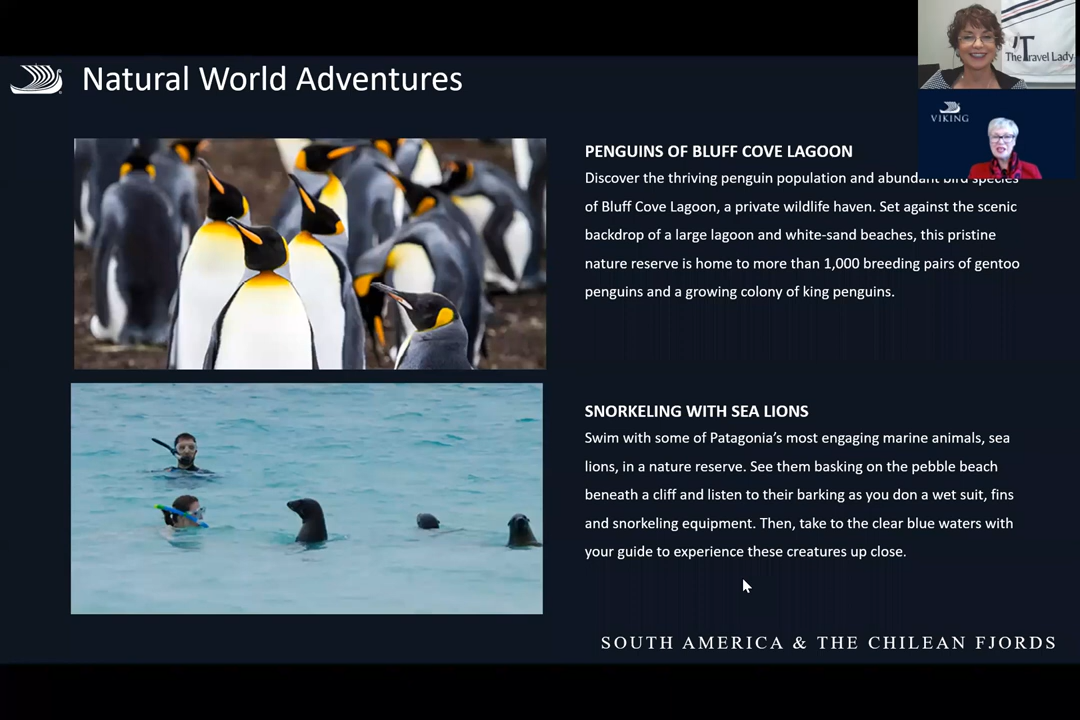 Natural World Adventures
'T
The Travel Lady
VIKING
PENGUINS OF BLUFF COVE LAGOON
Discover the thriving penguin population and abundant bird species
of Bluff Cove Lagoon, a private wildlife haven. Set against the scenic
backdrop of a large lagoon and white-sand beaches, this pristine
nature reserve is home to more than 1,000 breeding pairs of gentoo
penguins and a growing colony of king penguins.
SNORKELING WITH SEA LIONS
Swim with some of Patagonia’s most engaging marine animals, sea
lions, in a nature reserve. See them basking on the pebble beach
beneath a cliff and listen to their barking as you don a wet suit, fins
and snorkeling equipment. Then, take to the clear blue waters with
your guide to experience these creatures up close.
SOUTH AMERICA & THE CHILEAN FJORDS